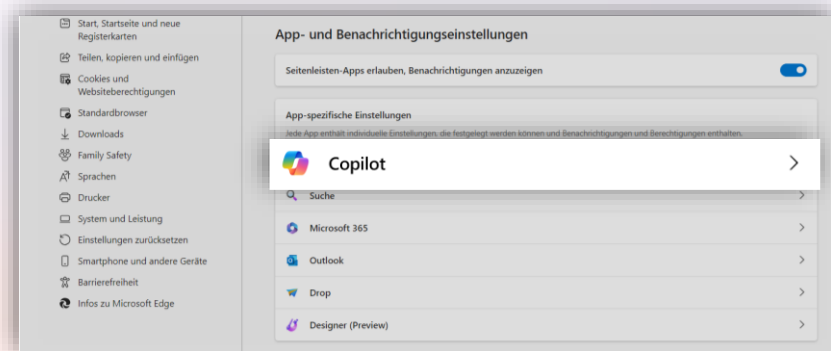 Start, Startseite und neue
Registerkarten
Teilen, kopieren und einfügen
Cookies und
Websiteberechtigungen
Standardbrowser
Downloads
Family Safety
Sprachen
Drucker
System und Leistung
Einstellungen zurücksetzen
Smartphone und andere Geräte
Barrierefreiheit
Infos zu Microsoft Edge
App- und Benachrichtigungseinstellungen
Seitenleisten-Apps erlauben, Benachrichtigungen anzuzeigen
App-spezifische Einstellungen
Jede App enthält individuelle Einstellungen, die festgelegt werden können und Benachrichtigungen und Berechtigungen enthalten.
Copilot
Suche
Microsoft 365
Outlook
Drop
Designer (Preview)